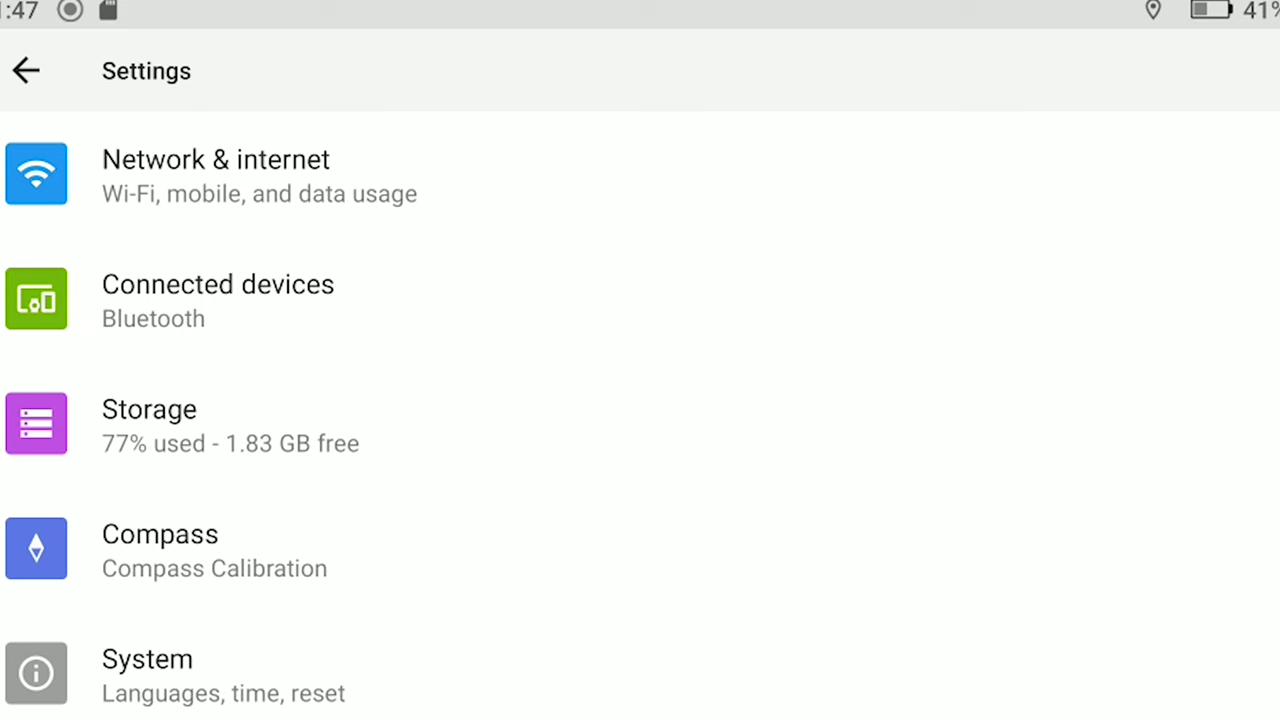 :47 41%
Settings
Network & internet
Wi-Fi, mobile, and data usage
Connected devices
Bluetooth
Storage
77% used - 1.83 GB free
Compass
Compass Calibration
System
Languages, time, reset